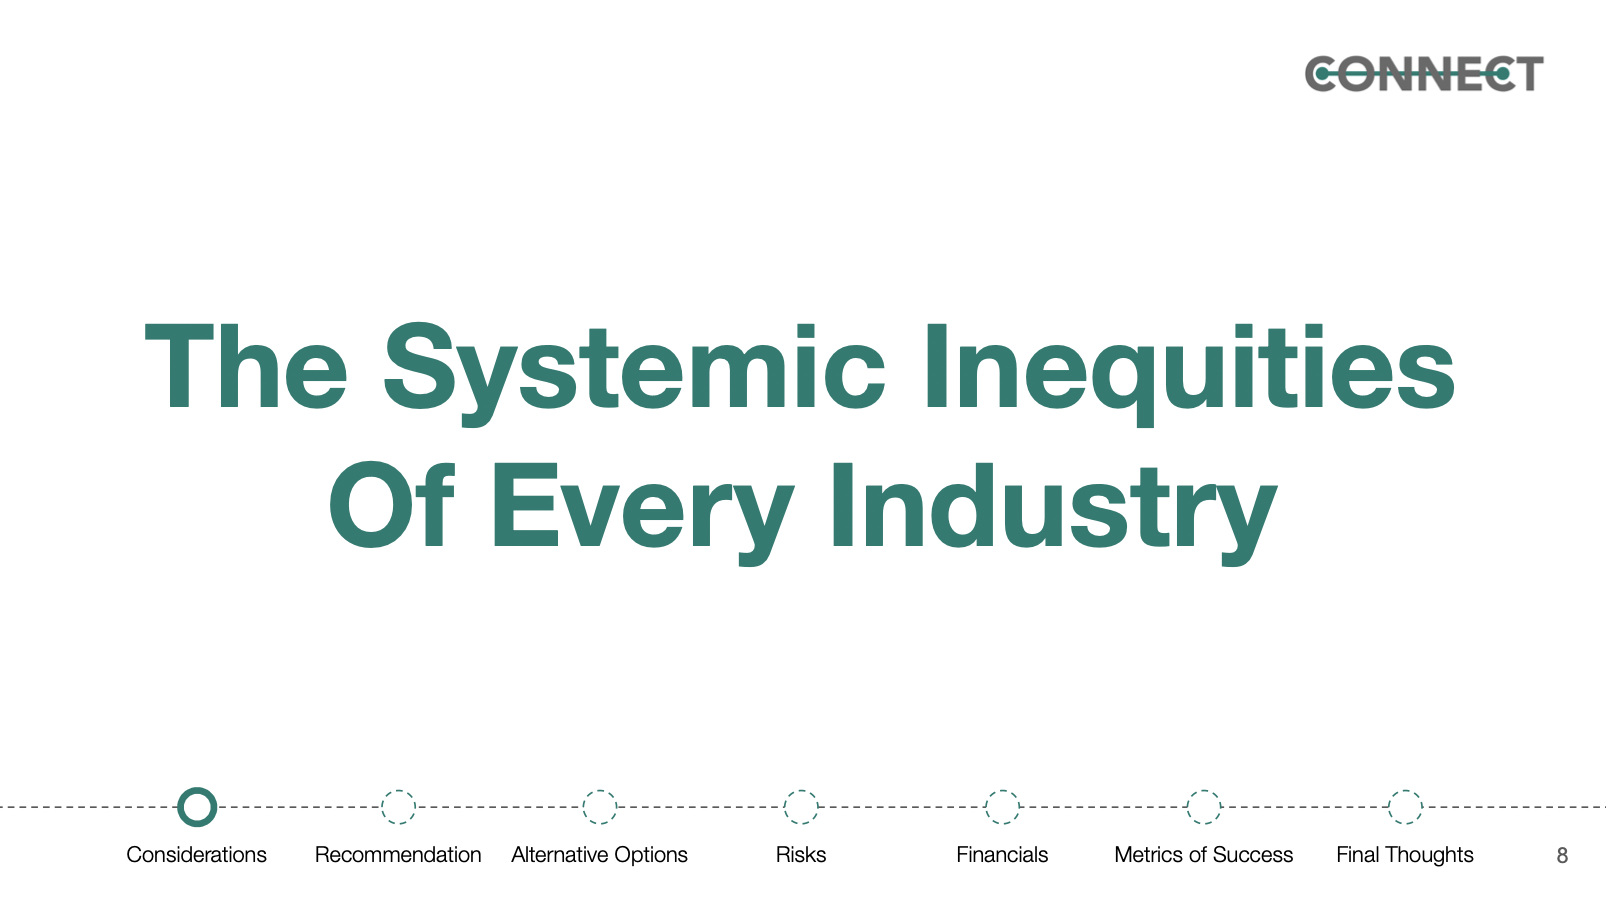 CONNECT
The Systemic Inequities
Of Every Industry
Considerations
Recommendation
Alternative Options
Risks
Financials
Metrics of Success
Final Thoughts
8